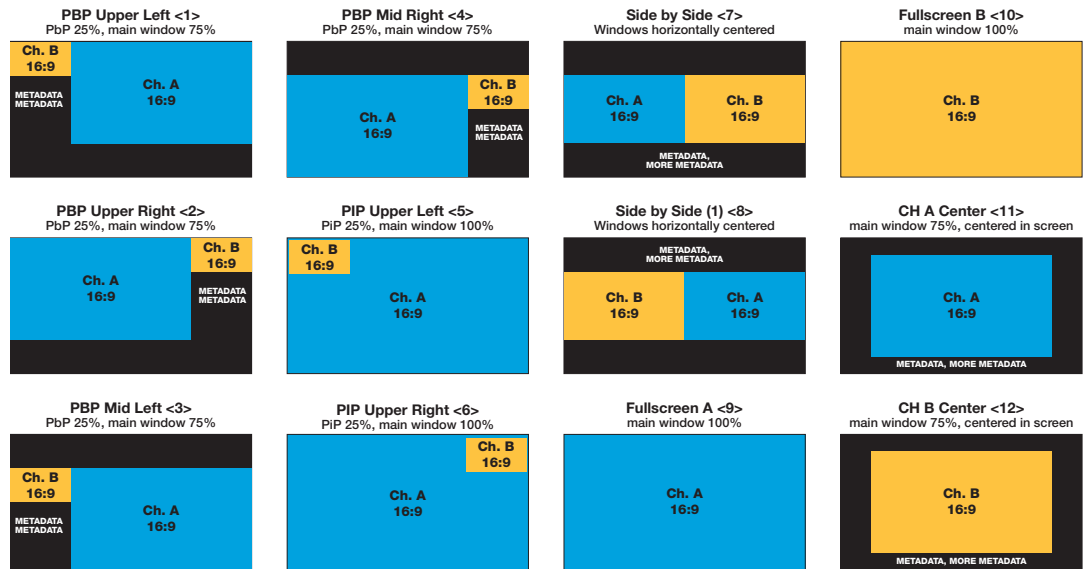 PBP Upper Left <1>
PbP 25%, main window 75%
Ch. B
16:9
METADATA
METADATA
Ch. A
16:9
PBP Mid Right <4>
PbP 25%, main window 75%
Ch. A
16:9
Ch. B
16:9
METADATA
METADATA
Side by Side <7>
Windows horizontally centered
Ch. A
16:9
Ch. B
16:9
METADATA,
MORE METADATA
Fullscreen B <10>
main window 100%
Ch. B
16:9
PBP Upper Right <2>
PbP 25%, main window 75%
Ch. A
16:9
Ch. B
16:9
METADATA
METADATA
PIP Upper Left <5>
PiP 25%, main window 100%
Ch. B
16:9
Ch. A
16:9
Side by Side (1) <8>
Windows horizontally centered
METADATA,
MORE METADATA
Ch. B
16:9
Ch. A
16:9
CH A Center <11>
main window 75%, centered in screen
Ch. A
16:9
METADATA, MORE METADATA
PBP Mid Left <3>
PbP 25%, main window 75%
Ch. B
16:9
METADATA
METADATA
Ch. A
16:9
PIP Upper Right <6>
PiP 25%, main window 100%
Ch. B
16:9
Ch. A
16:9
Fullscreen A <9>
main window 100%
Ch. A
16:9
CH B Center <12>
main window 75%, centered in screen
Ch. B
16:9
METADATA, MORE METADATA